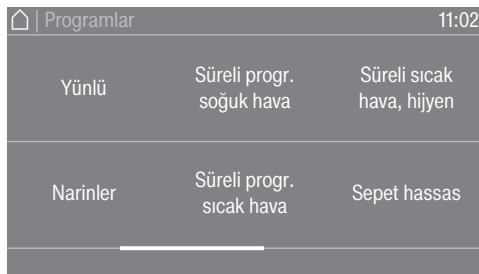 | Programlar 11:02
Yünlü
Süreli progr.
soğuk hava
Süreli sıcak
hava, hijyen
Narinler
Süreli progr.
sıcak hava
Sepet hassas